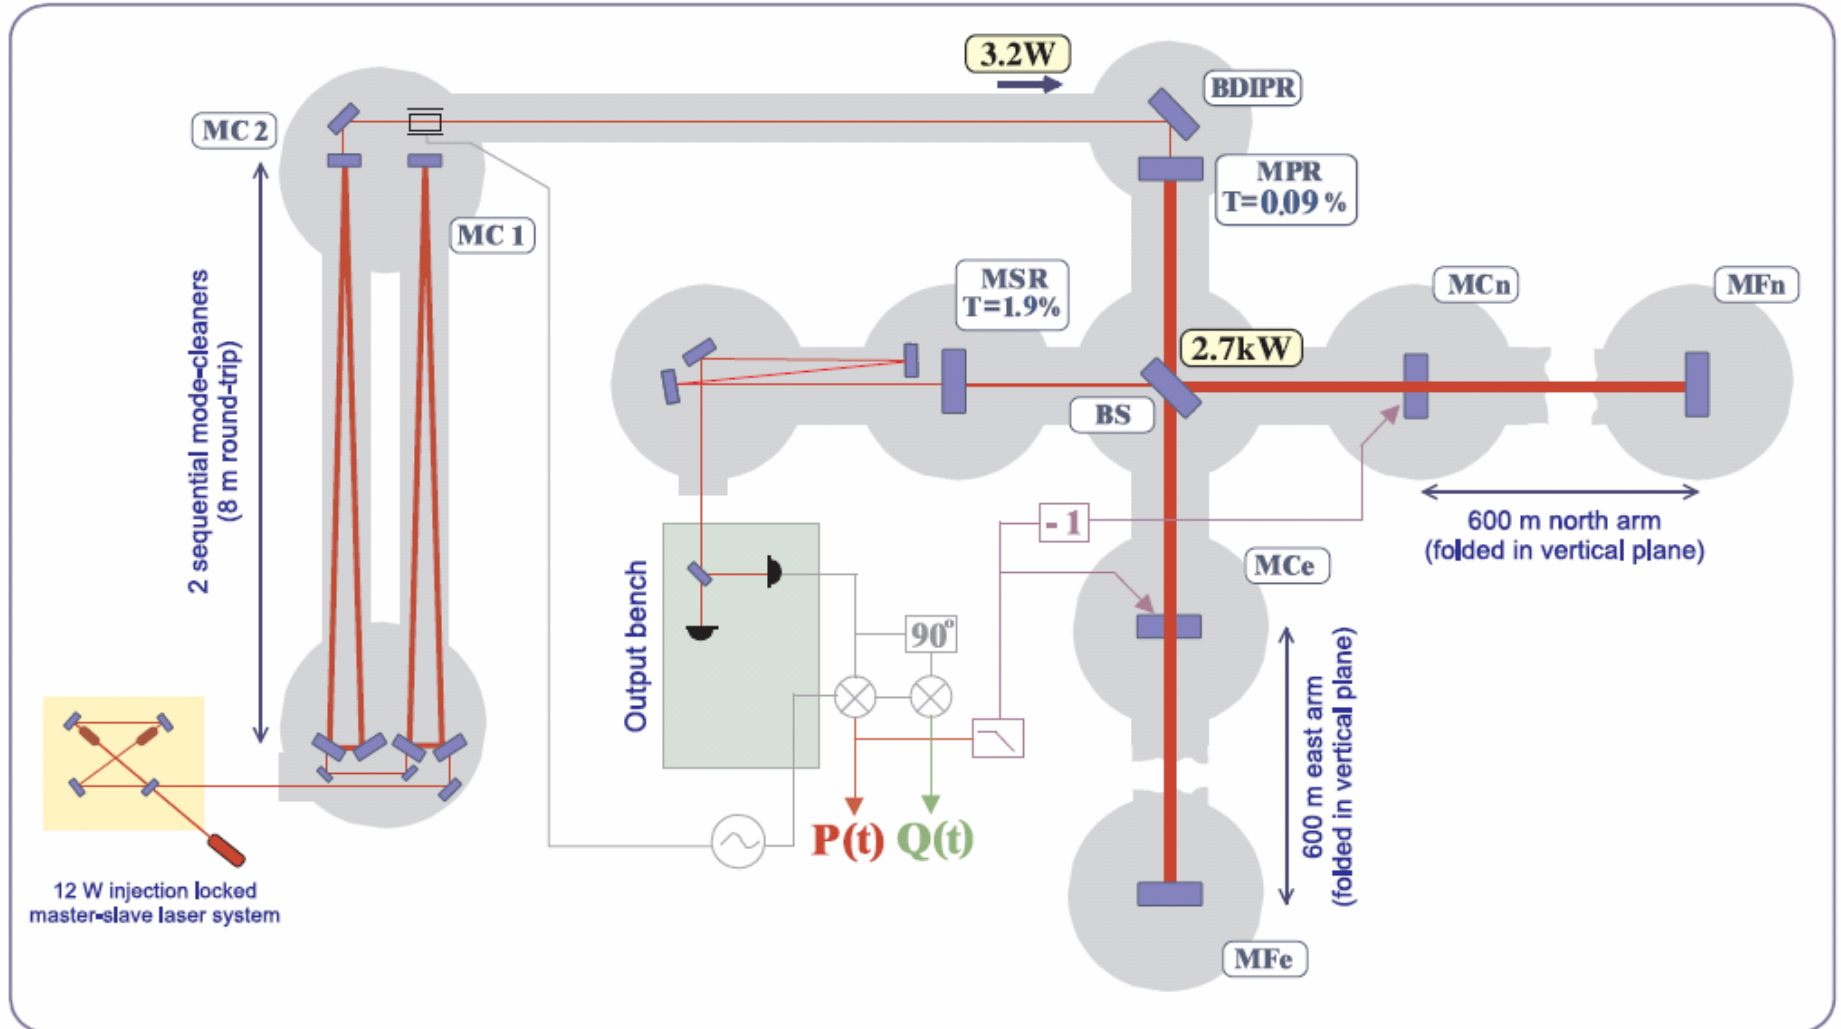 3.2W
BDIPR
MC 2
MPR
T=0.09 %
MC 1
MSR
T=1.9%
MCn
MFn
2.7kW
BS
2 sequential mode-cleaners
(8 m round-trip)
- 1
600 m north arm
(folded in vertical plane)
MCe
Output bench
90°
600 m east arm
(folded in vertical plane)
P(t) Q(t)
12 W injection locked
master-slave laser system
MFe